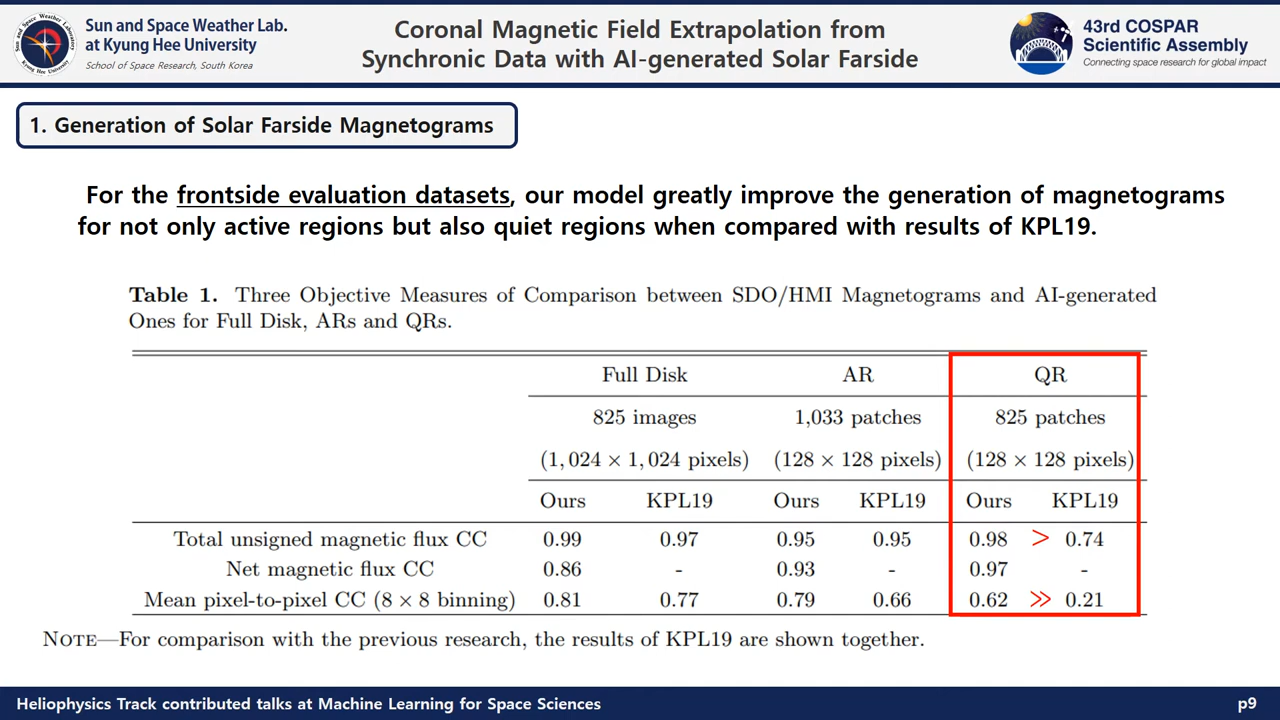 Sun and Space Weather Lab.
at Kyung Hee University
School of Space Research, South Korea
Coronal Magnetic Field Extrapolation from
Synchronic Data with AI-generated Solar Farside
43rd COSPAR
Scientific Assembly
Connecting space research for global impact
1. Generation of Solar Farside Magnetograms
For the frontside evaluation datasets, our model greatly improve the generation of magnetograms
for not only active regions but also quiet regions when compared with results of KPL19.
Table 1. Three Objective Measures of Comparison between SDO/HMI Magnetograms and AI-generated
Ones for Full Disk, ARs and QRs.
Full Disk AR QR
825 images 1,033 patches 825 patches
(1,024 × 1,024 pixels) (128 × 128 pixels) (128 × 128 pixels)
Ours KPL19 Ours KPL19 Ours KPL19
Total unsigned magnetic flux CC 0.99 0.97 0.95 0.95 0.98 > 0.74
Net magnetic flux CC 0.86 - 0.93 - 0.97 -
Mean pixel-to-pixel CC (8 × 8 binning) 0.81 0.77 0.79 0.66 0.62 ≫ 0.21
NOTE—For comparison with the previous research, the results of KPL19 are shown together.
Heliophysics Track contributed talks at Machine Learning for Space Sciences
p9